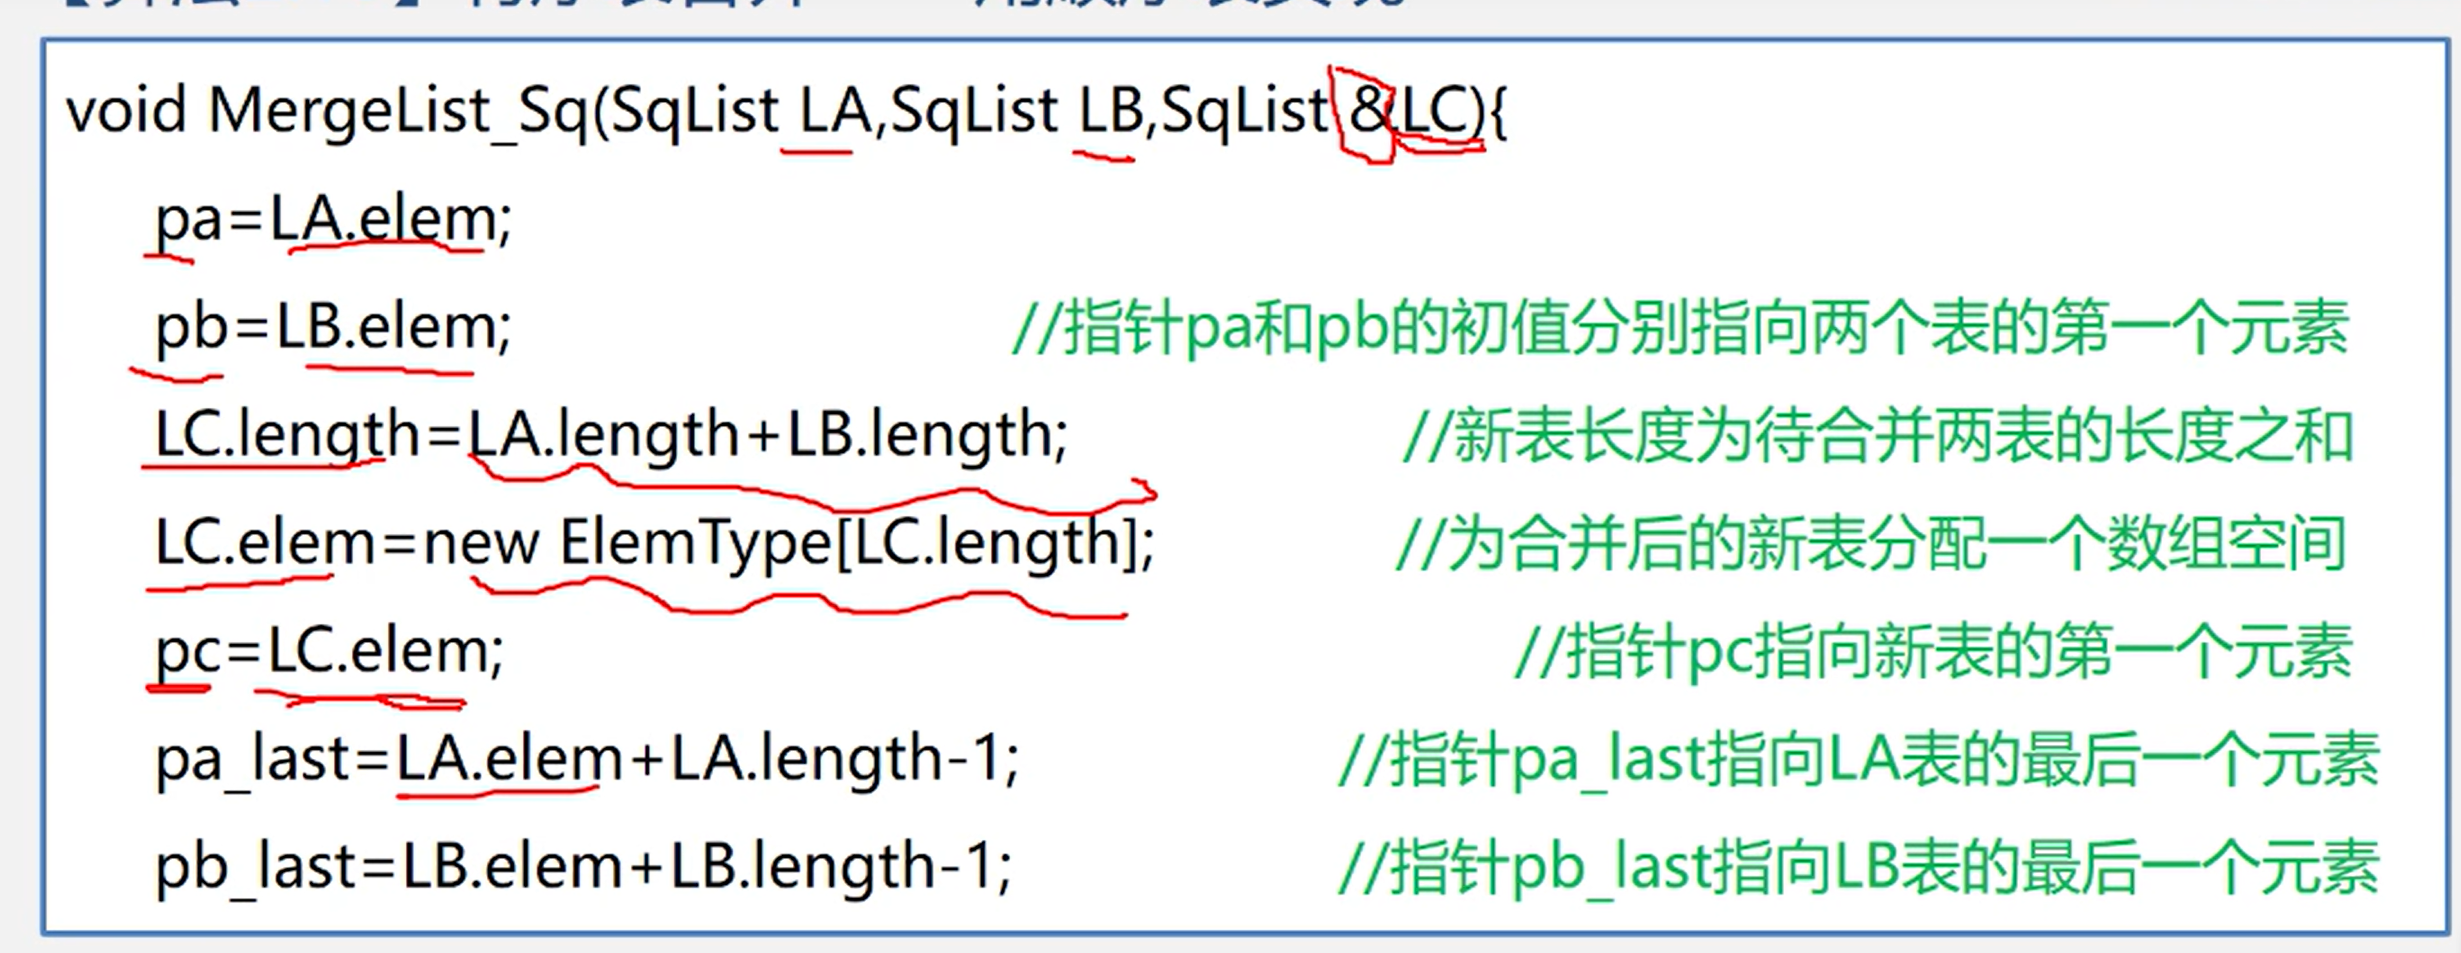 void MergeList_Sq(SqList LA,SqList LB,SqList &LC){
pa=LA.elem;
pb=LB.elem; //指针pa和pb的初值分别指向两个表的第一个元素
LC.length=LA.length+LB.length; //新表长度为待合并两表的长度之和
LC.elem=new ElemType[LC.length]; //为合并后的新表分配一个数组空间
pc=LC.elem; //指针pc指向新表的第一个元素
pa_last=LA.elem+LA.length-1; //指针pa_last指向LA表的最后一个元素
pb_last=LB.elem+LB.length-1; //指针pb_last指向LB表的最后一个元素